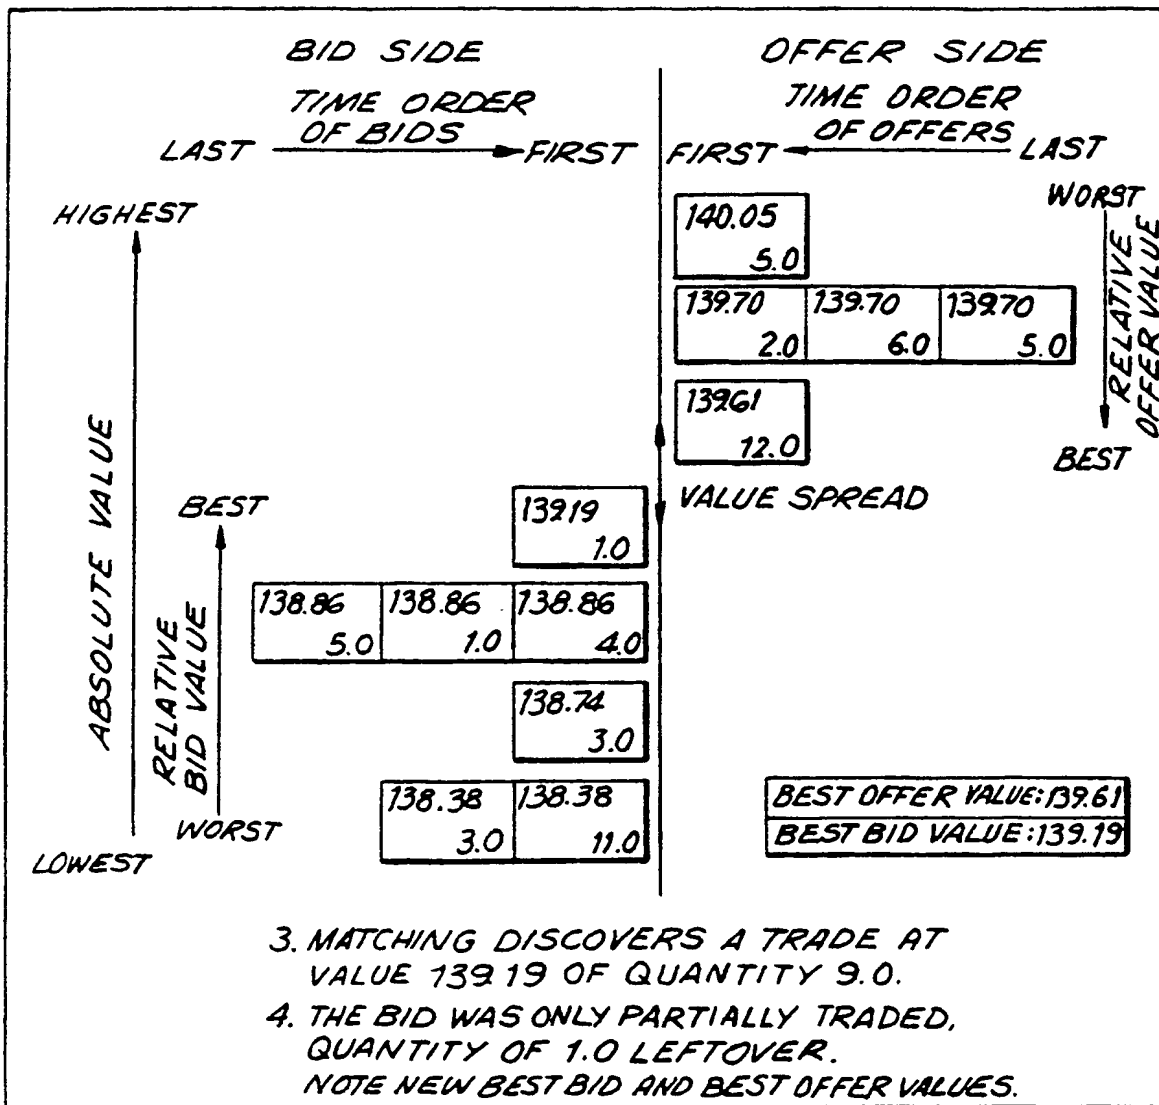 BID SIDE
OFFER SIDE
TIME ORDER
OF BIDS
TIME ORDER
OF OFFERS
LAST
FIRST
FIRST
LAST
HIGHEST
WORST
140.05
5.0
139.70 139.70 139.70
2.0 6.0 5.0
RELATIVE
OFFER VALUE
139.61
12.0
BEST
ABSOLUTE VALUE
BEST
139.19
1.0
VALUE SPREAD
138.86 138.86 138.86
5.0 1.0 4.0
RELATIVE
BID VALUE
138.74
3.0
138.38 138.38
3.0 11.0
WORST
LOWEST
BEST OFFER VALUE:139.61
BEST BID VALUE:139.19
3. MATCHING DISCOVERS A TRADE AT
VALUE 139.19 OF QUANTITY 9.0.
4. THE BID WAS ONLY PARTIALLY TRADED,
QUANTITY OF 1.0 LEFTOVER.
NOTE NEW BEST BID AND BEST OFFER VALUES.